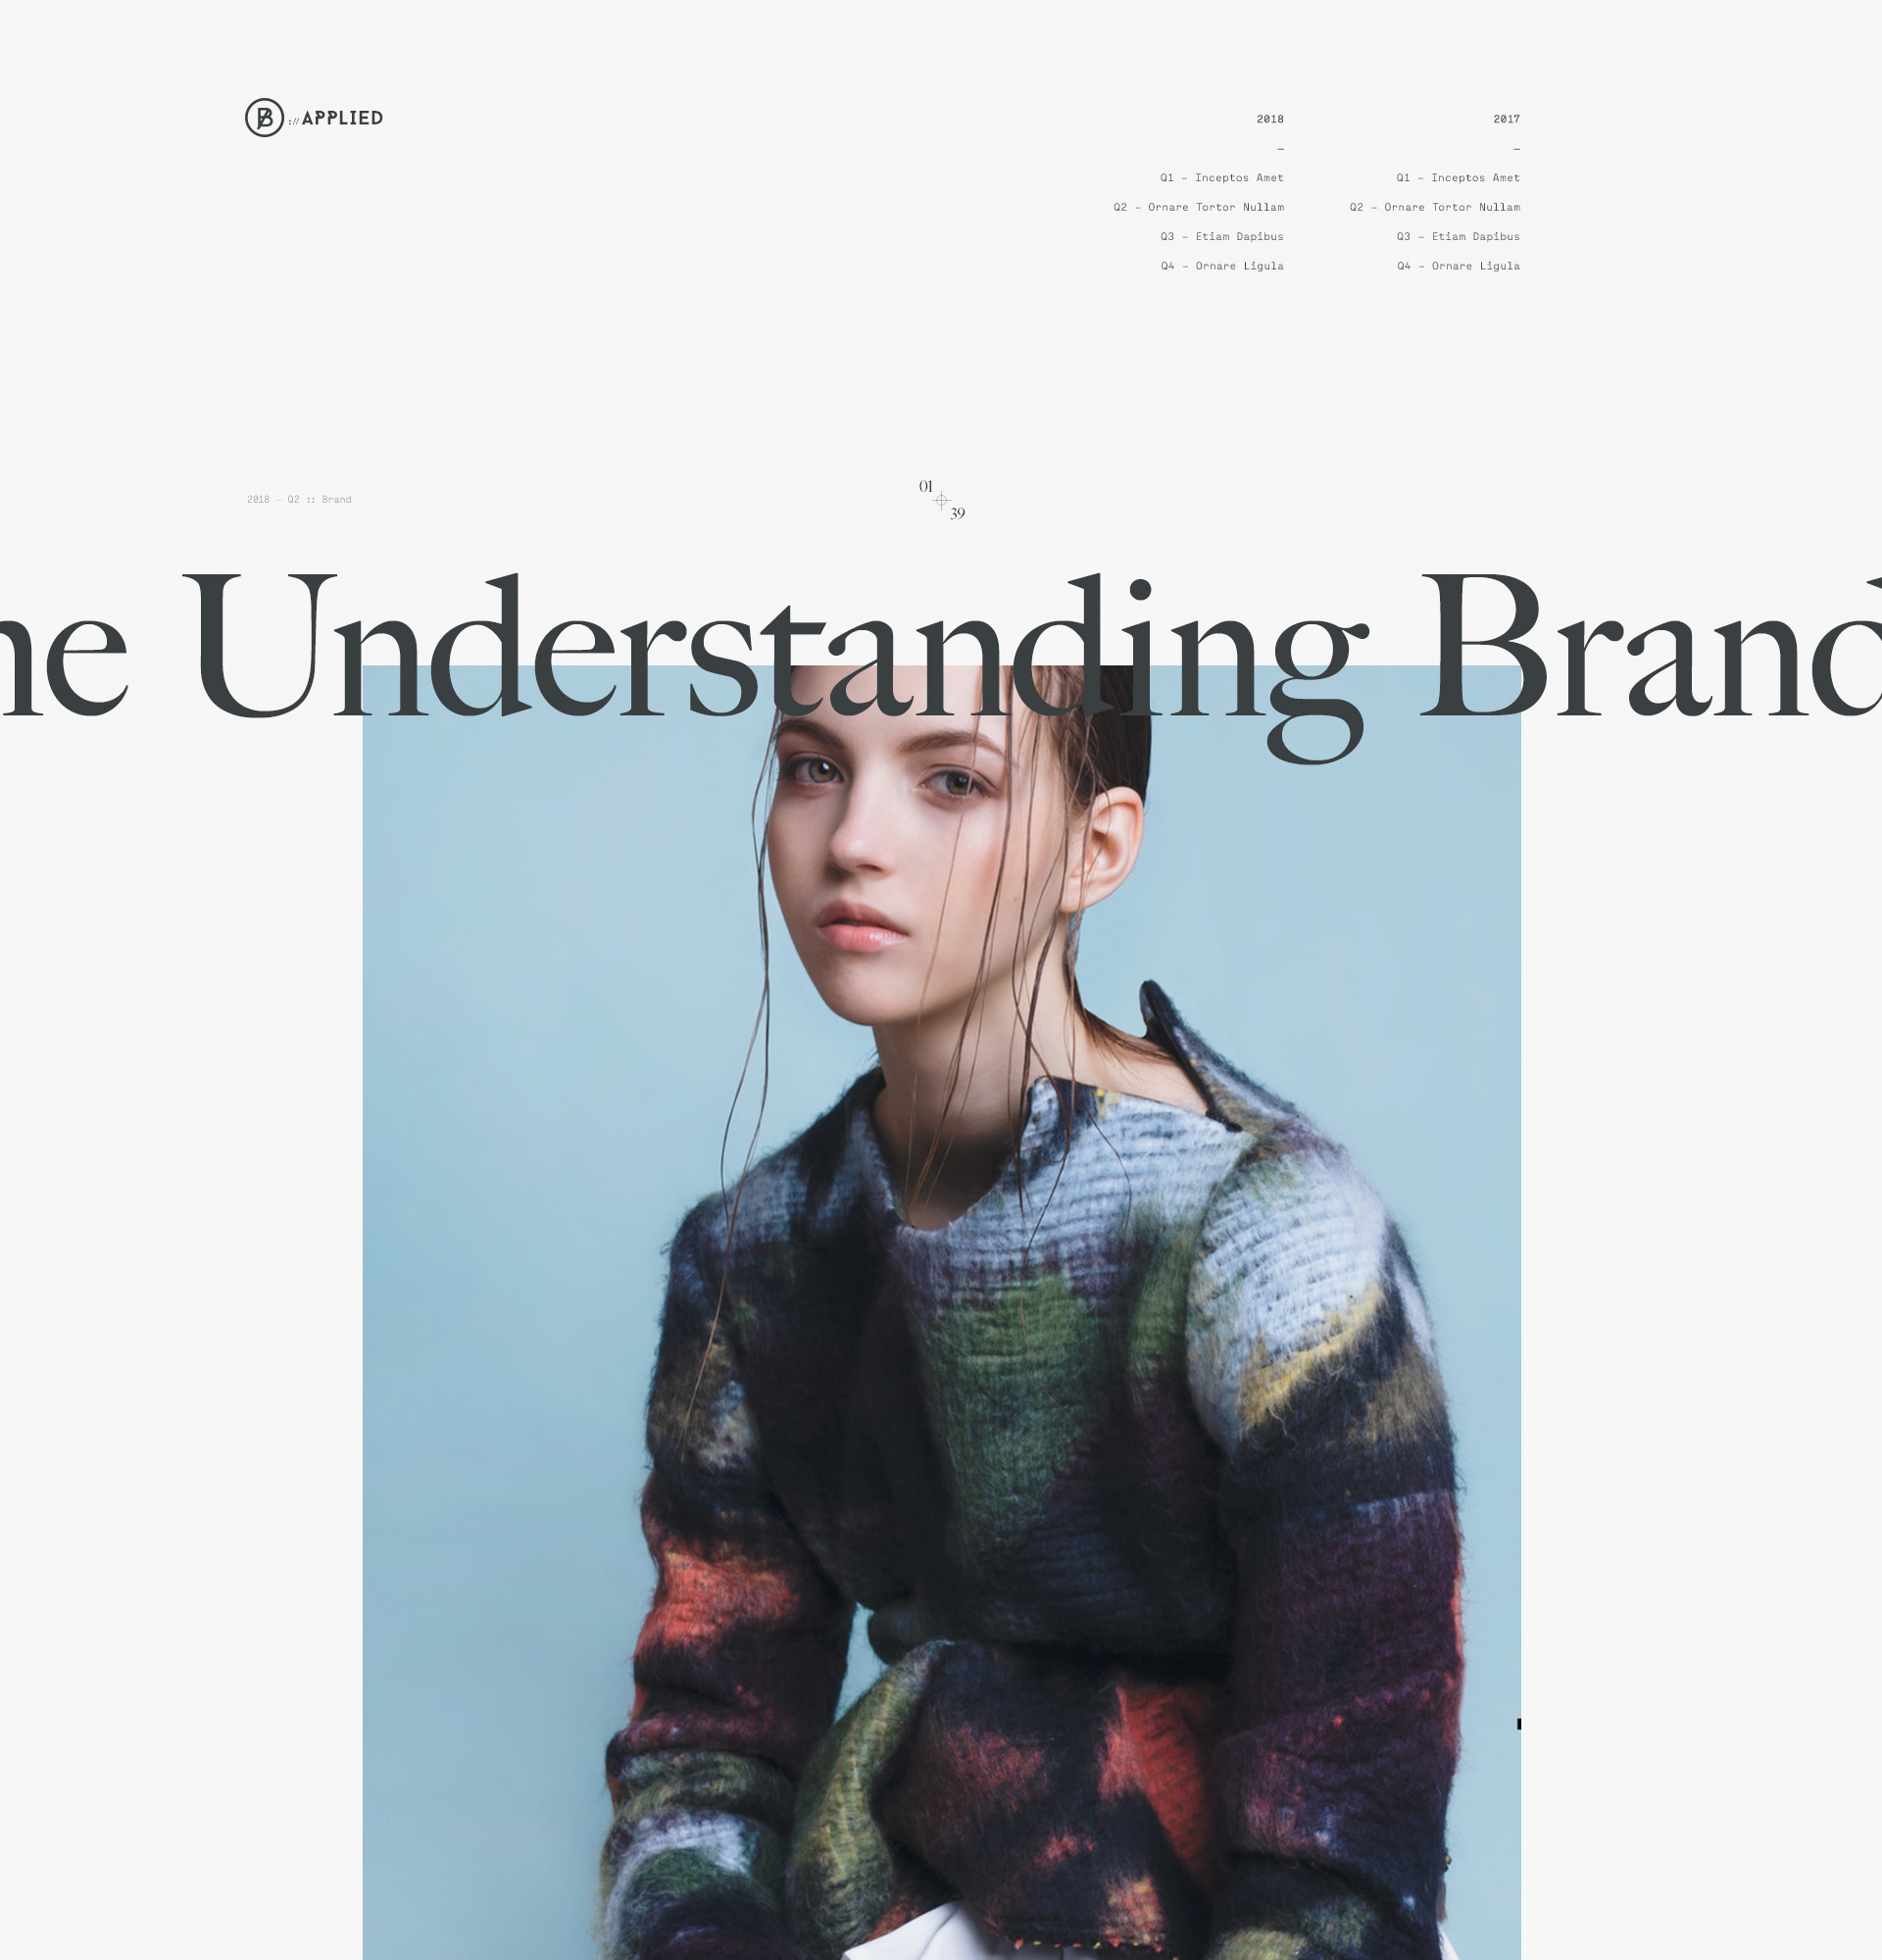 :// APPLIED
2018
–
Q1 – Inceptos Amet
Q2 – Ornare Tortor Nullam
Q3 – Etiam Dapibus
Q4 – Ornare Ligula
2017
–
Q1 – Inceptos Amet
Q2 – Ornare Tortor Nullam
Q3 – Etiam Dapibus
Q4 – Ornare Ligula
2018 – Q2 :: Brand
01
39
he Understanding Brand